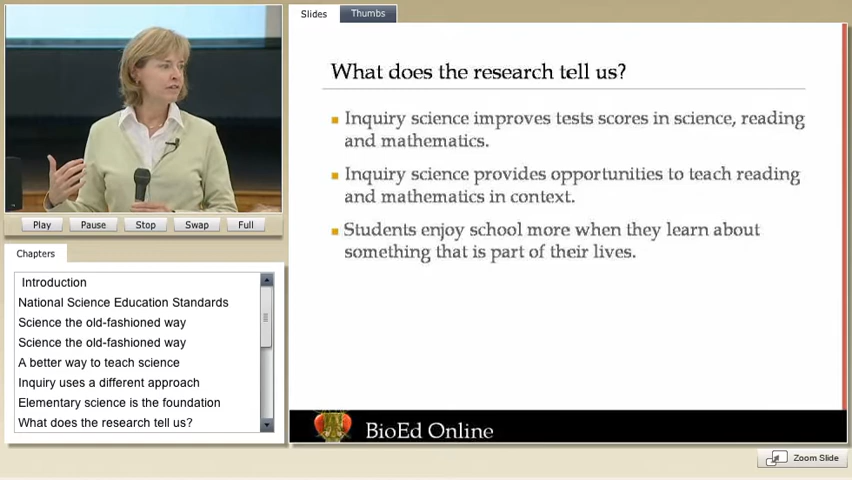 Slides
Thumbs
What does the research tell us?
Inquiry science improves tests scores in science, reading
and mathematics.
Inquiry science provides opportunities to teach reading
and mathematics in context.
Students enjoy school more when they learn about
something that is part of their lives.
BioEd Online
Zoom Slide
Play
Pause
Stop
Swap
Full
Chapters
Introduction
National Science Education Standards
Science the old-fashioned way
Science the old-fashioned way
A better way to teach science
Inquiry uses a different approach
Elementary science is the foundation
What does the research tell us?